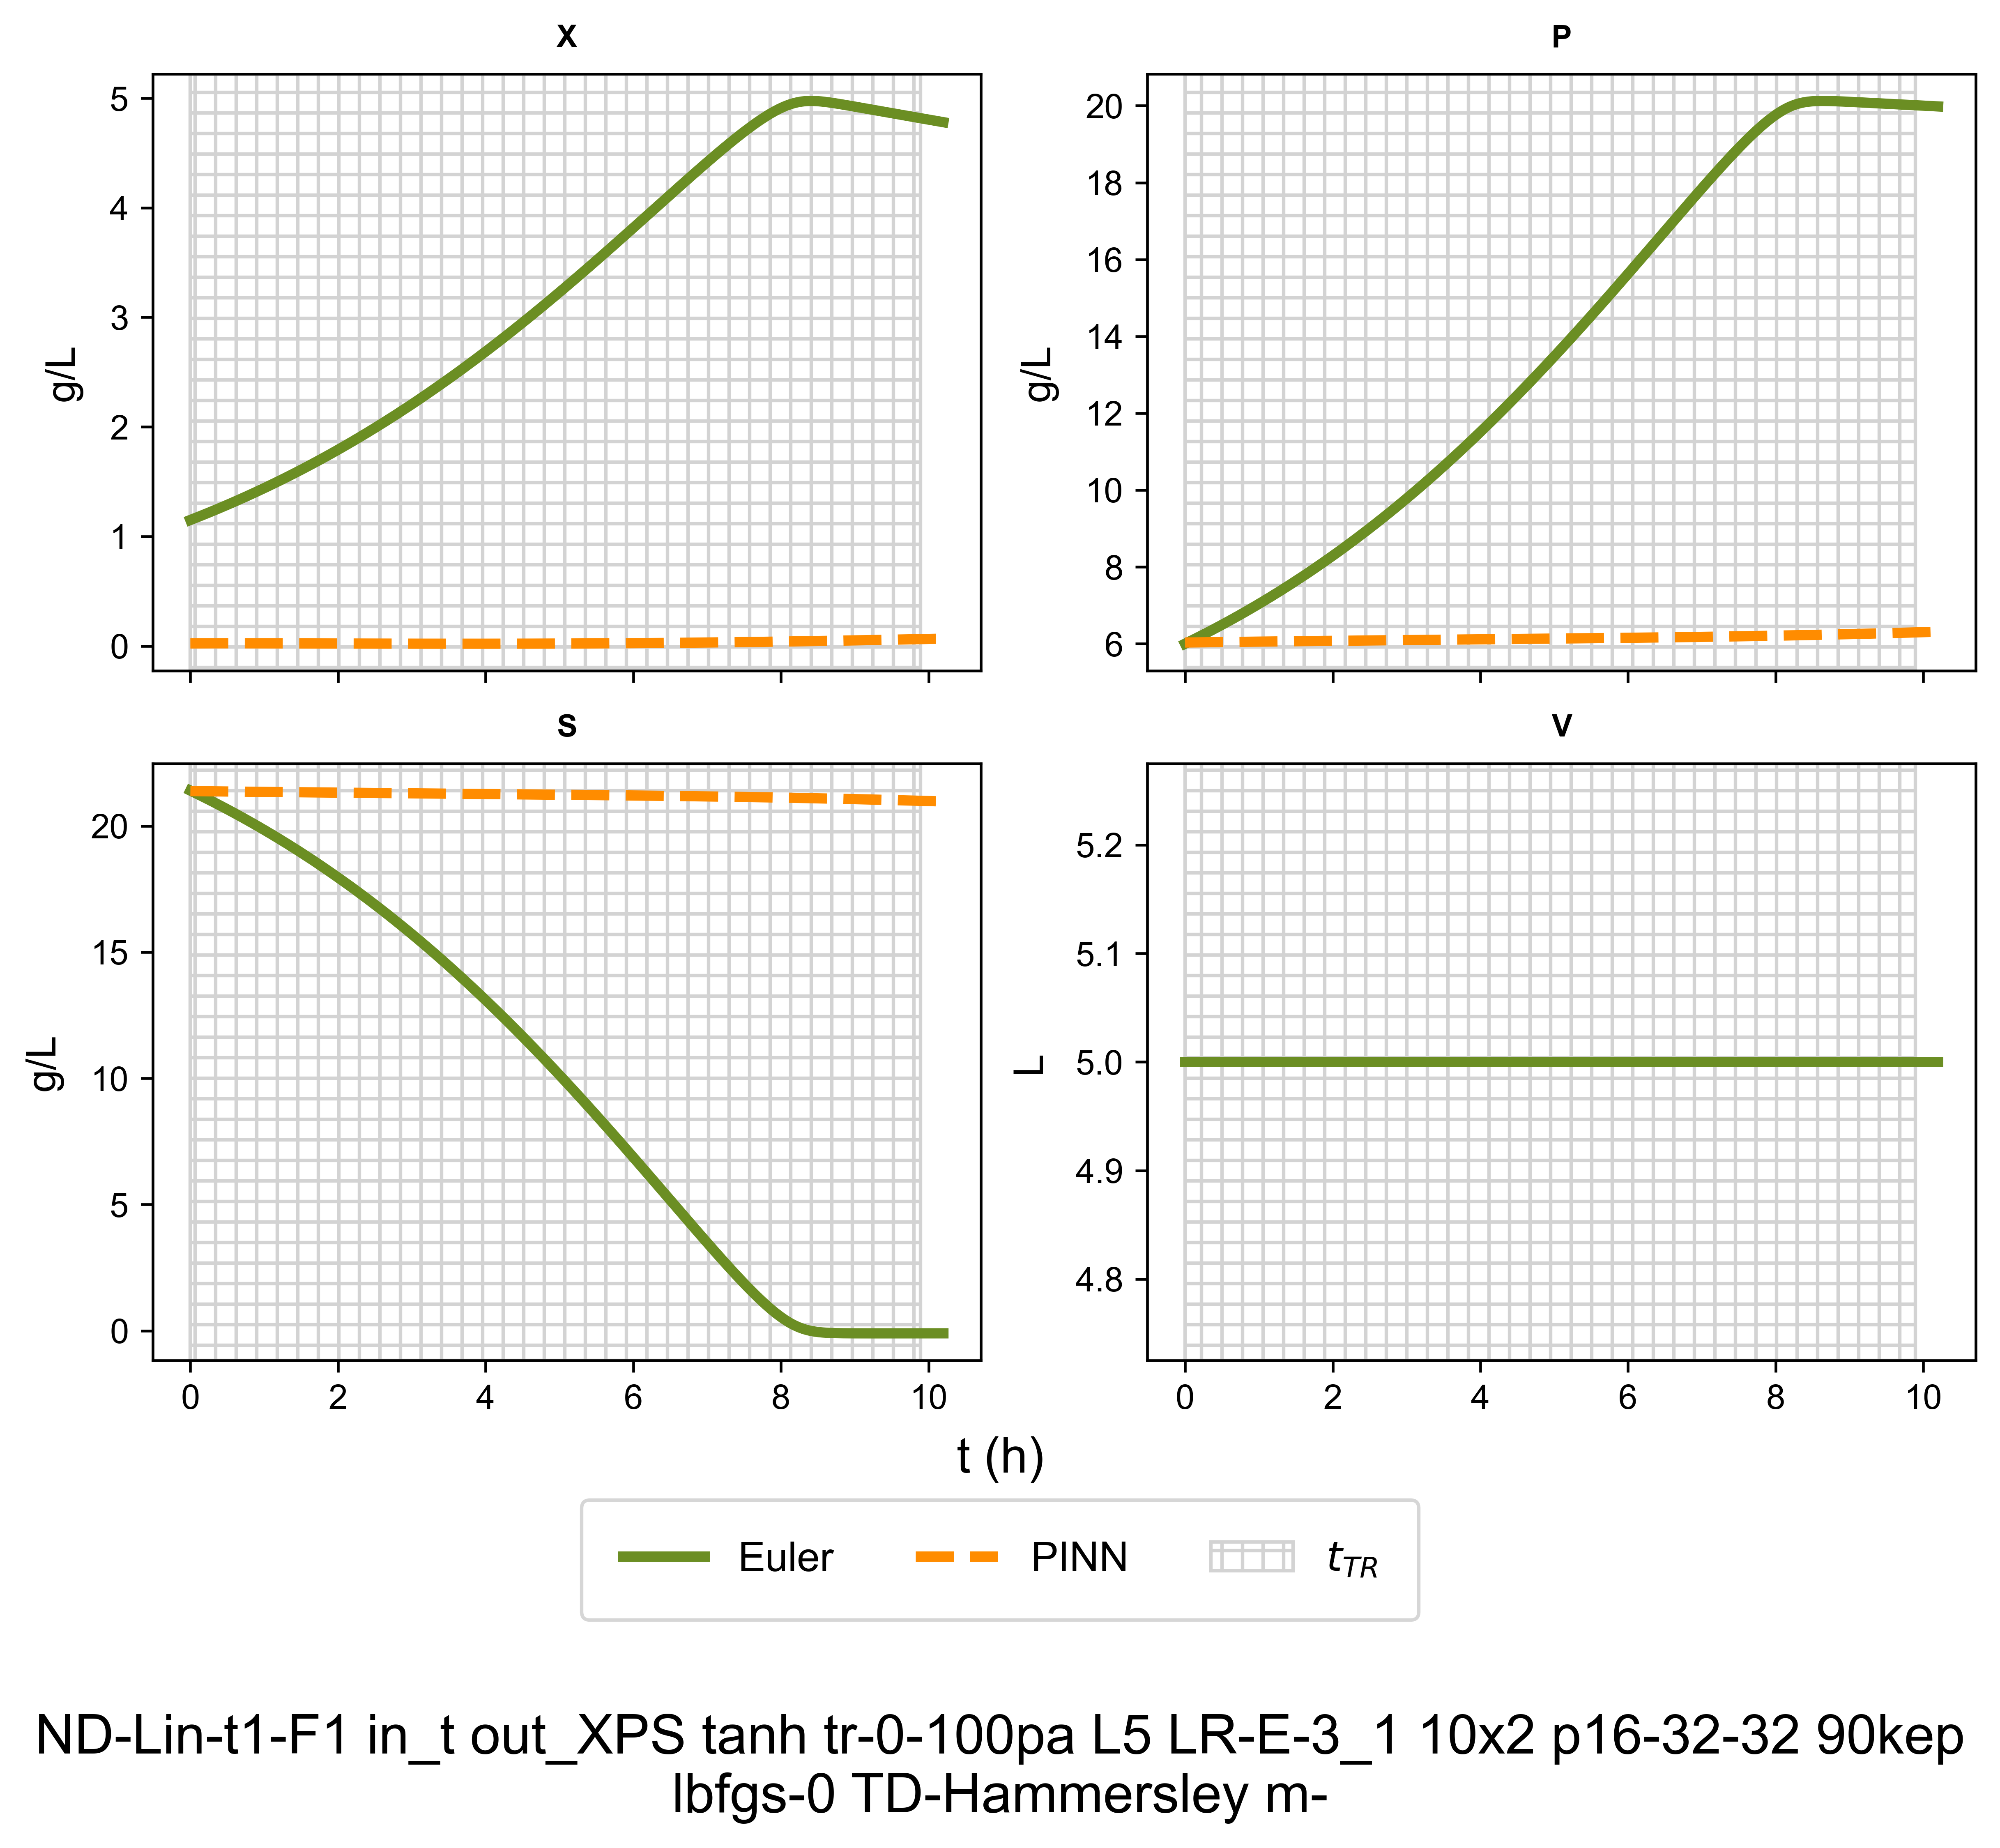 X
P
5
4
3
2
1
0
g/L
20
18
16
14
12
10
8
6
g/L
S
V
20
15
10
5
0
g/L
0 2 4 6 8 10
5.2
5.1
5.0
4.9
4.8
L
0 2 4 6 8 10
t (h)
Euler PINN t_TR
ND-Lin-t1-F1 in_t out_XPS tanh tr-0-100pa L5 LR-E-3_1 10x2 p16-32-32 90kep
lbfgs-0 TD-Hammersley m-